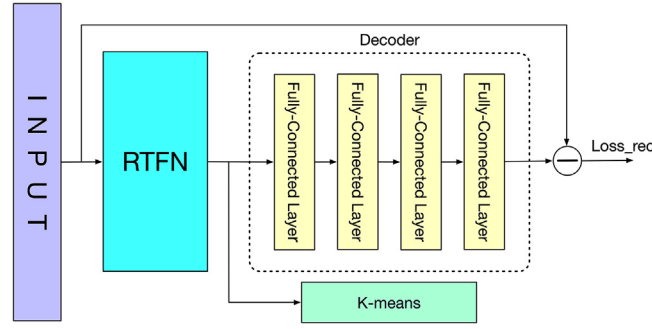 INPUT
RTFN
Decoder
Fully-Connected Layer
Fully-Connected Layer
Fully-Connected Layer
Fully-Connected Layer
Loss_rec
K-means